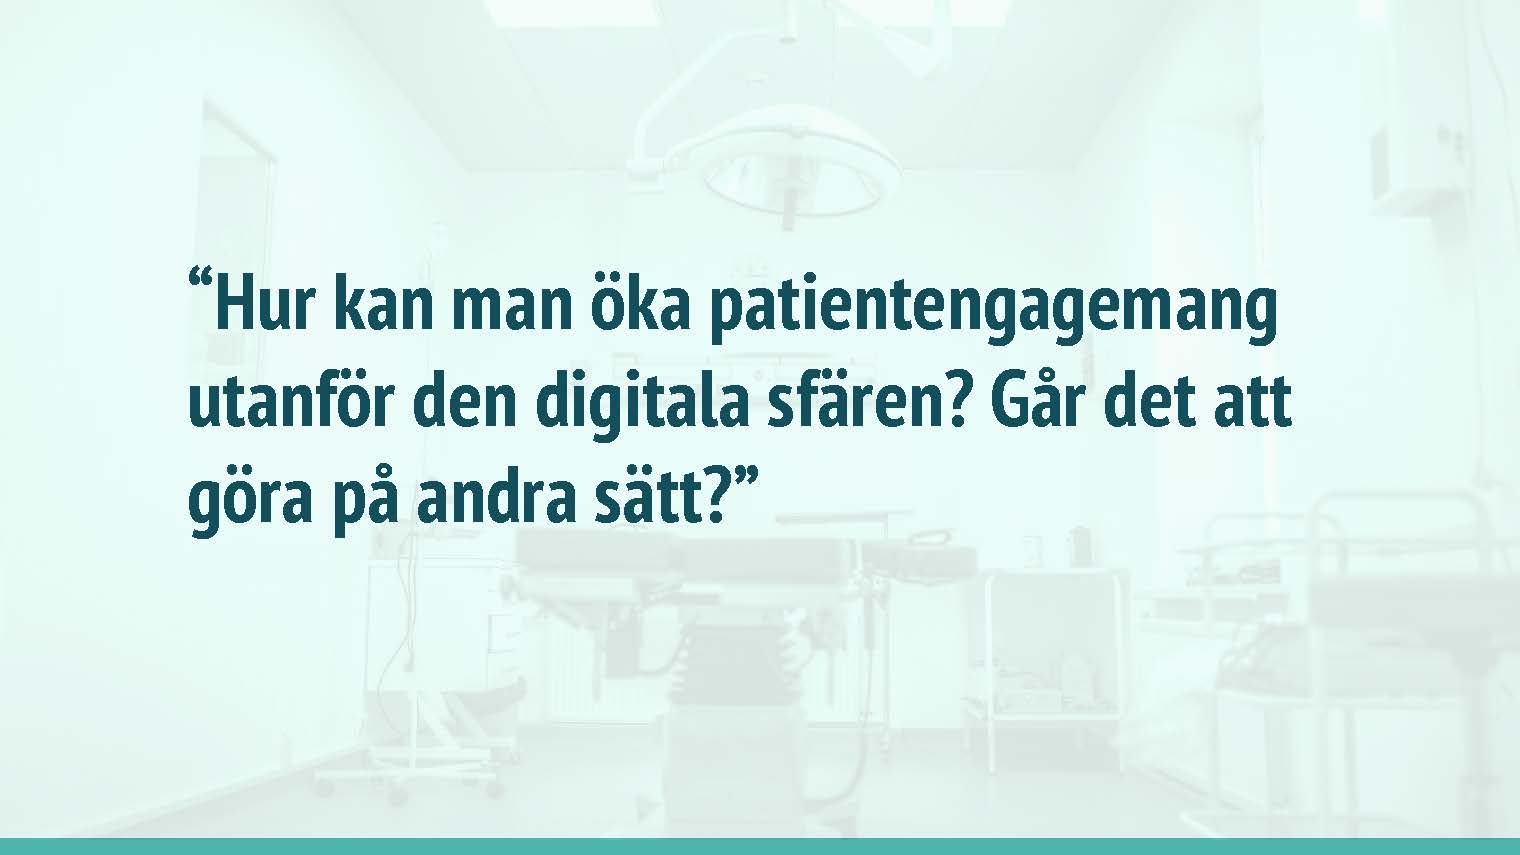 “Hur kan man öka patientengagemang
utanför den digitala sfären? Går det att
göra på andra sätt?”